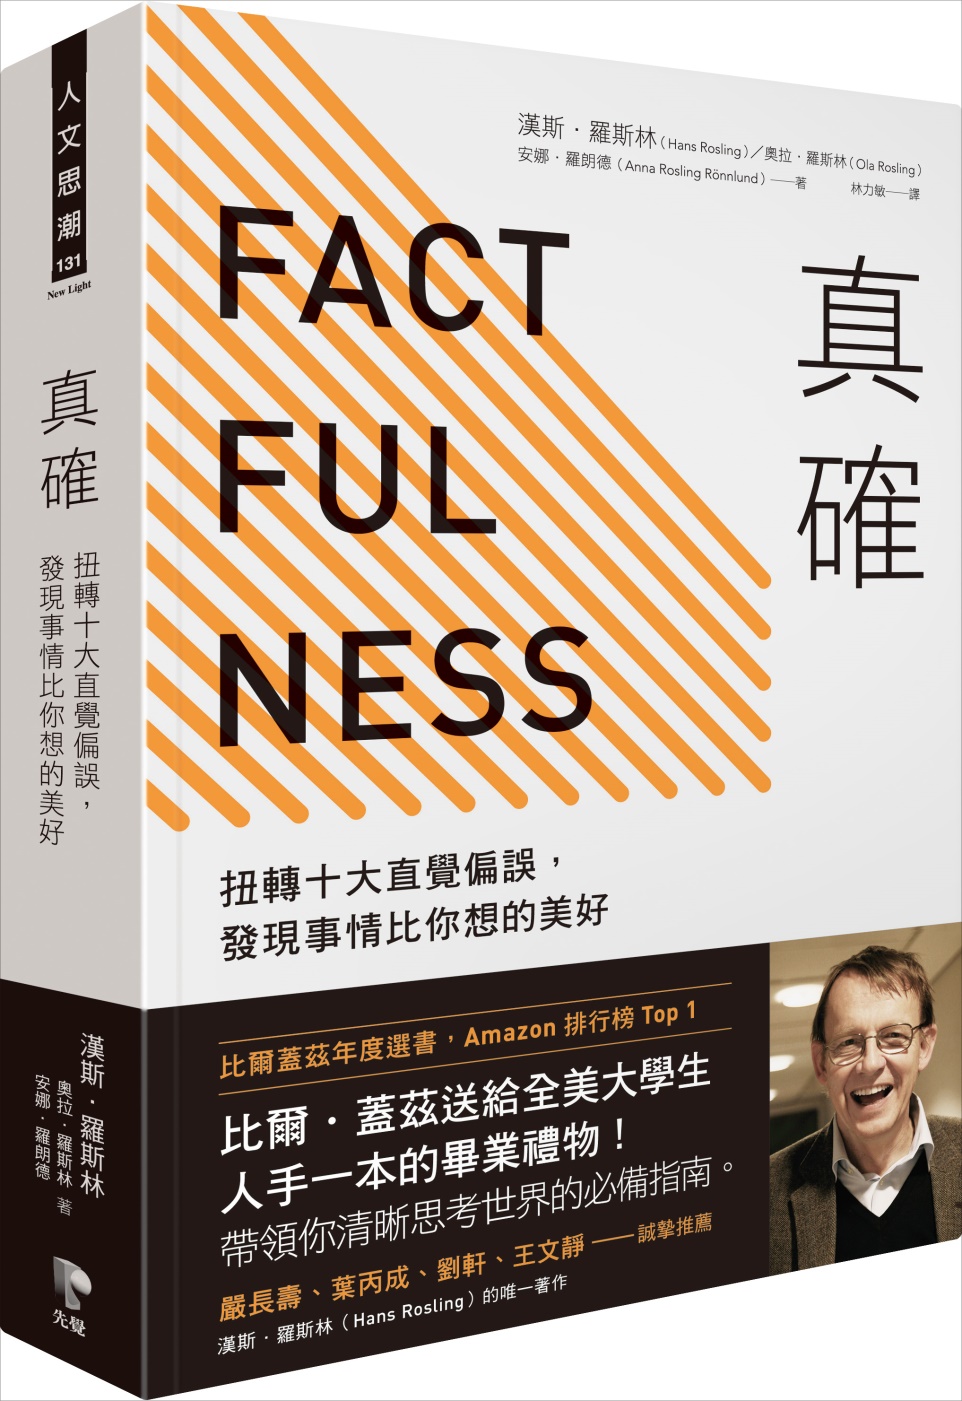 人文思潮
131
New Light
真確
扭轉十大直覺偏誤，
發現事情比你想的美好
漢斯．羅斯林
奧拉．羅斯林
安娜．羅朗德 著
先覺
漢斯．羅斯林（Hans Rosling）／奧拉．羅斯林（Ola Rosling）
安娜．羅朗德（Anna Rosling Rönnlund）──著 林力敏──譯
FACT
FUL
NESS
真確
扭轉十大直覺偏誤，
發現事情比你想的美好
比爾蓋茲年度選書，Amazon 排行榜 Top 1
比爾．蓋茲送給全美大學生
人手一本的畢業禮物！
帶領你清晰思考世界的必備指南。
嚴長壽、葉丙成、劉軒、王文靜──誠摯推薦
漢斯．羅斯林（Hans Rosling）的唯一著作